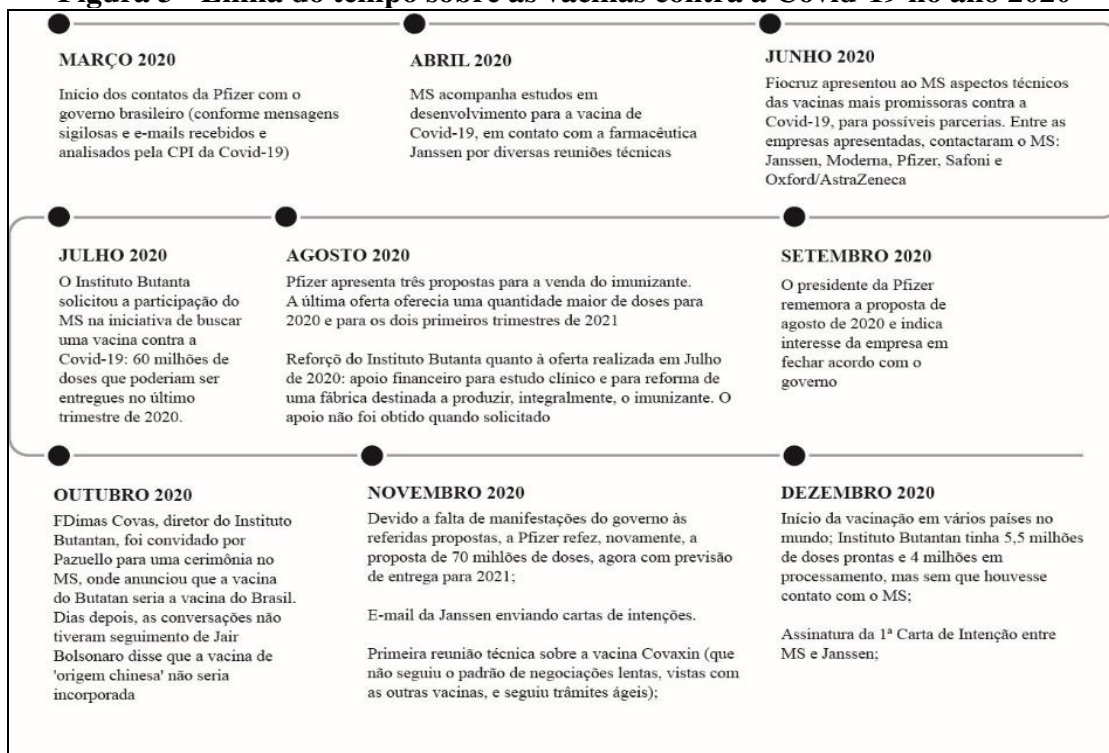 Figura 5 - Linha do tempo sobre as vacinas contra a Covid-19 no ano 2020
MARÇO 2020
Início dos contatos da Pfizer com o
governo brasileiro (conforme mensagens
sigilosas e e-mails recebidos e
analisados pela CPI da Covid-19)
ABRIL 2020
MS acompanha estudos em
desenvolvimento para a vacina de
Covid-19, em contato com a farmacêutica
Janssen por diversas reuniões técnicas
JUNHO 2020
Fiocruz apresentou ao MS aspectos técnicos
das vacinas mais promissoras contra a
Covid-19, para possíveis parcerias. Entre as
empresas apresentadas, contactaram o MS:
Janssen, Moderna, Pfizer, Safoni e
Oxford/AstraZeneca
JULHO 2020
O Instituto Butanta
solicitou a participação do
MS na iniciativa de buscar
uma vacina contra a
Covid-19: 60 milhões de
doses que poderiam ser
entregues no último
trimestre de 2020.
AGOSTO 2020
Pfizer apresenta três propostas para a venda do imunizante.
A última oferta oferecia uma quantidade maior de doses para
2020 e para os dois primeiros trimestres de 2021
Reforçõ do Instituto Butanta quanto à oferta realizada em Julho
de 2020: apoio financeiro para estudo clínico e para reforma de
uma fábrica destinada a produzir, integralmente, o imunizante. O
apoio não foi obtido quando solicitado
SETEMBRO 2020
O presidente da Pfizer
rememora a proposta de
agosto de 2020 e indica
interesse da empresa em
fechar acordo com o
governo
OUTUBRO 2020
FDimas Covas, diretor do Instituto
Butantan, foi convidado por
Pazuello para uma cerimônia no
MS, onde anunciou que a vacina
do Butatan seria a vacina do Brasil.
Dias depois, as conversações não
tiveram seguimento de Jair
Bolsonaro disse que a vacina de
'origem chinesa' não seria
incorporada
NOVEMBRO 2020
Devido a falta de manifestações do governo às
referidas propostas, a Pfizer refez, novamente, a
proposta de 70 mihlões de doses, agora com previsão
de entrega para 2021;
E-mail da Janssen enviando cartas de intenções.
Primeira reunião técnica sobre a vacina Covaxin (que
não seguiu o padrão de negociações lentas, vistas com
as outras vacinas, e seguiu trâmites ágeis);
DEZEMBRO 2020
Início da vacinação em vários países no
mundo; Instituto Butantan tinha 5,5 milhões
de doses prontas e 4 milhões em
processamento, mas sem que houvesse
contato com o MS;
Assinatura da 1ª Carta de Intenção entre
MS e Janssen;